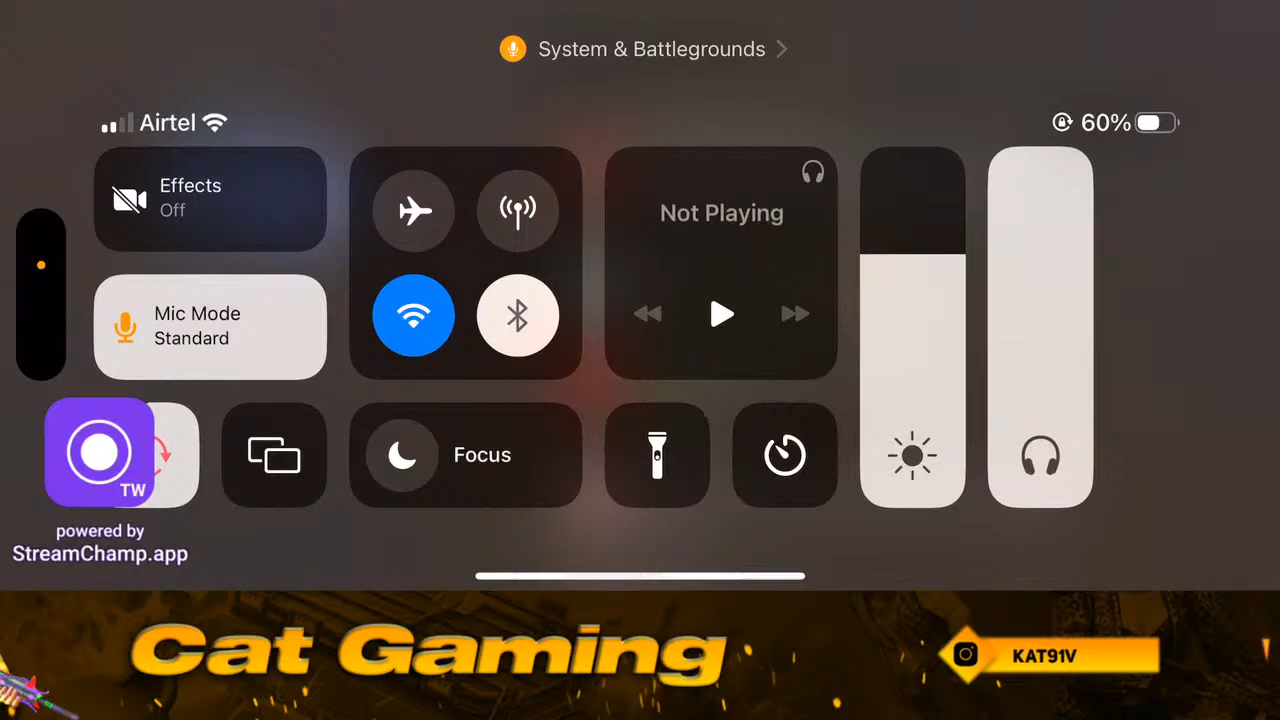 System & Battlegrounds
Airtel
60%
Effects
Off
Not Playing
Mic Mode
Standard
TW
Focus
powered by
StreamChamp.app
Cat Gaming
KAT91V